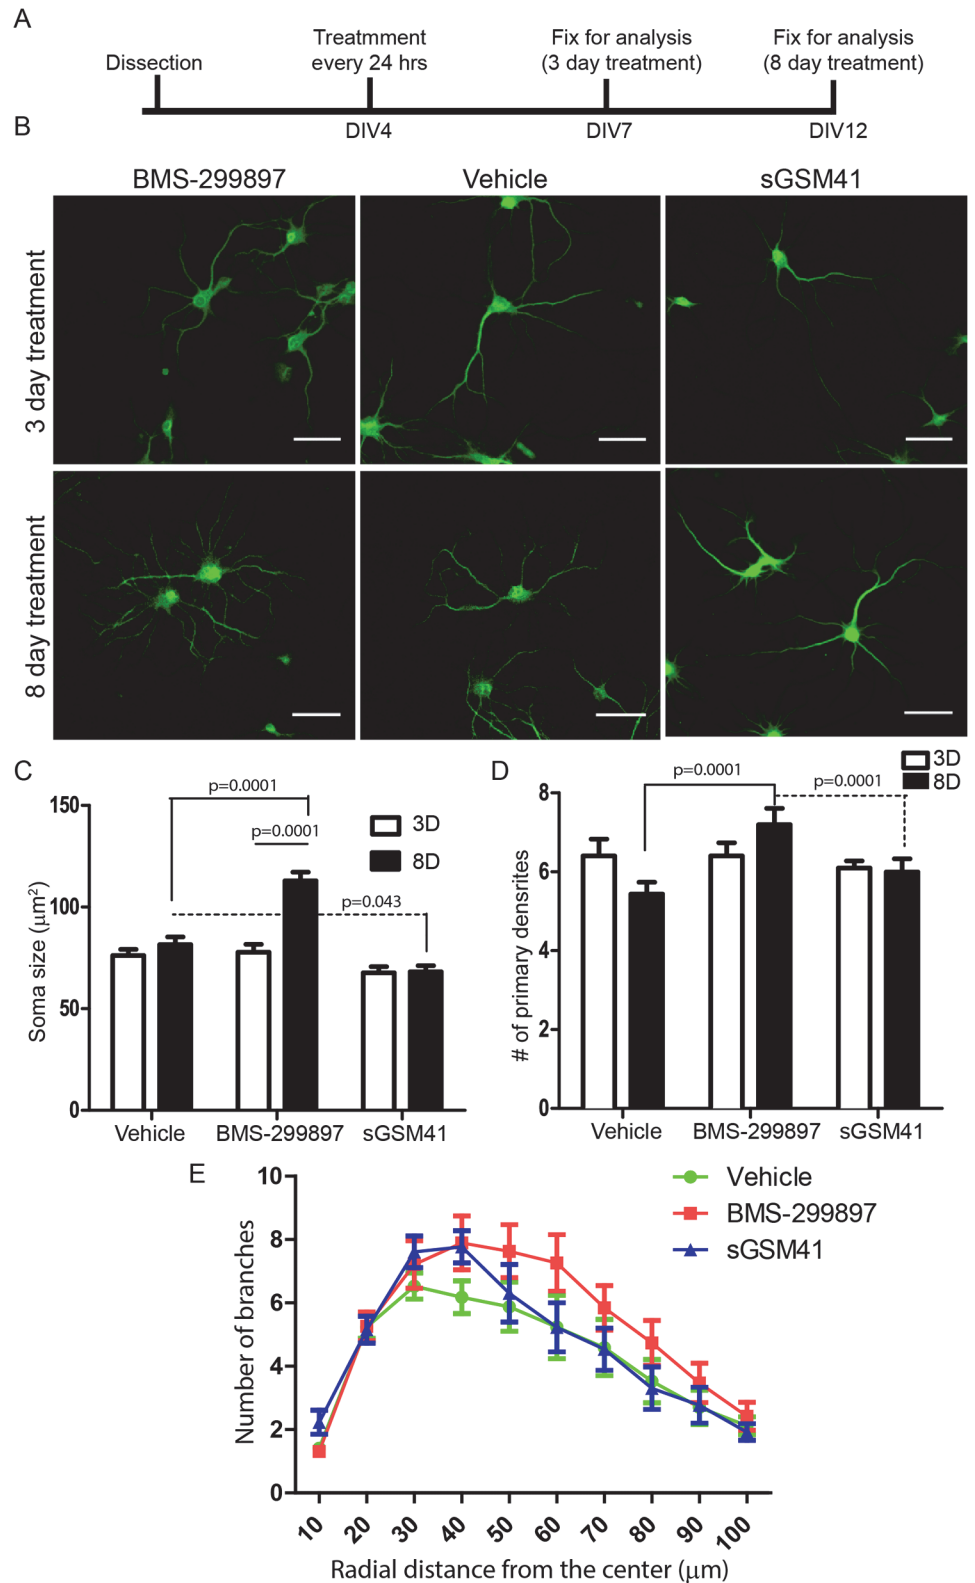 A
Dissection
Treatmment
every 24 hrs
Fix for analysis
(3 day treatment)
Fix for analysis
(8 day treatment)
DIV4
DIV7
DIV12
B
BMS-299897
Vehicle
sGSM41
3 day treatment
8 day treatment
C
p=0.0001
p=0.0001
p=0.043
3D
8D
150
100
50
0
Soma size (μm²)
Vehicle
BMS-299897
sGSM41
D
p=0.0001
p=0.0001
3D
8D
8
6
4
2
0
# of primary densrites
Vehicle
BMS-299897
sGSM41
E
10
8
6
4
2
0
Number of branches
Vehicle
BMS-299897
sGSM41
10 20 30 40 50 60 70 80 90 100
Radial distance from the center (μm)